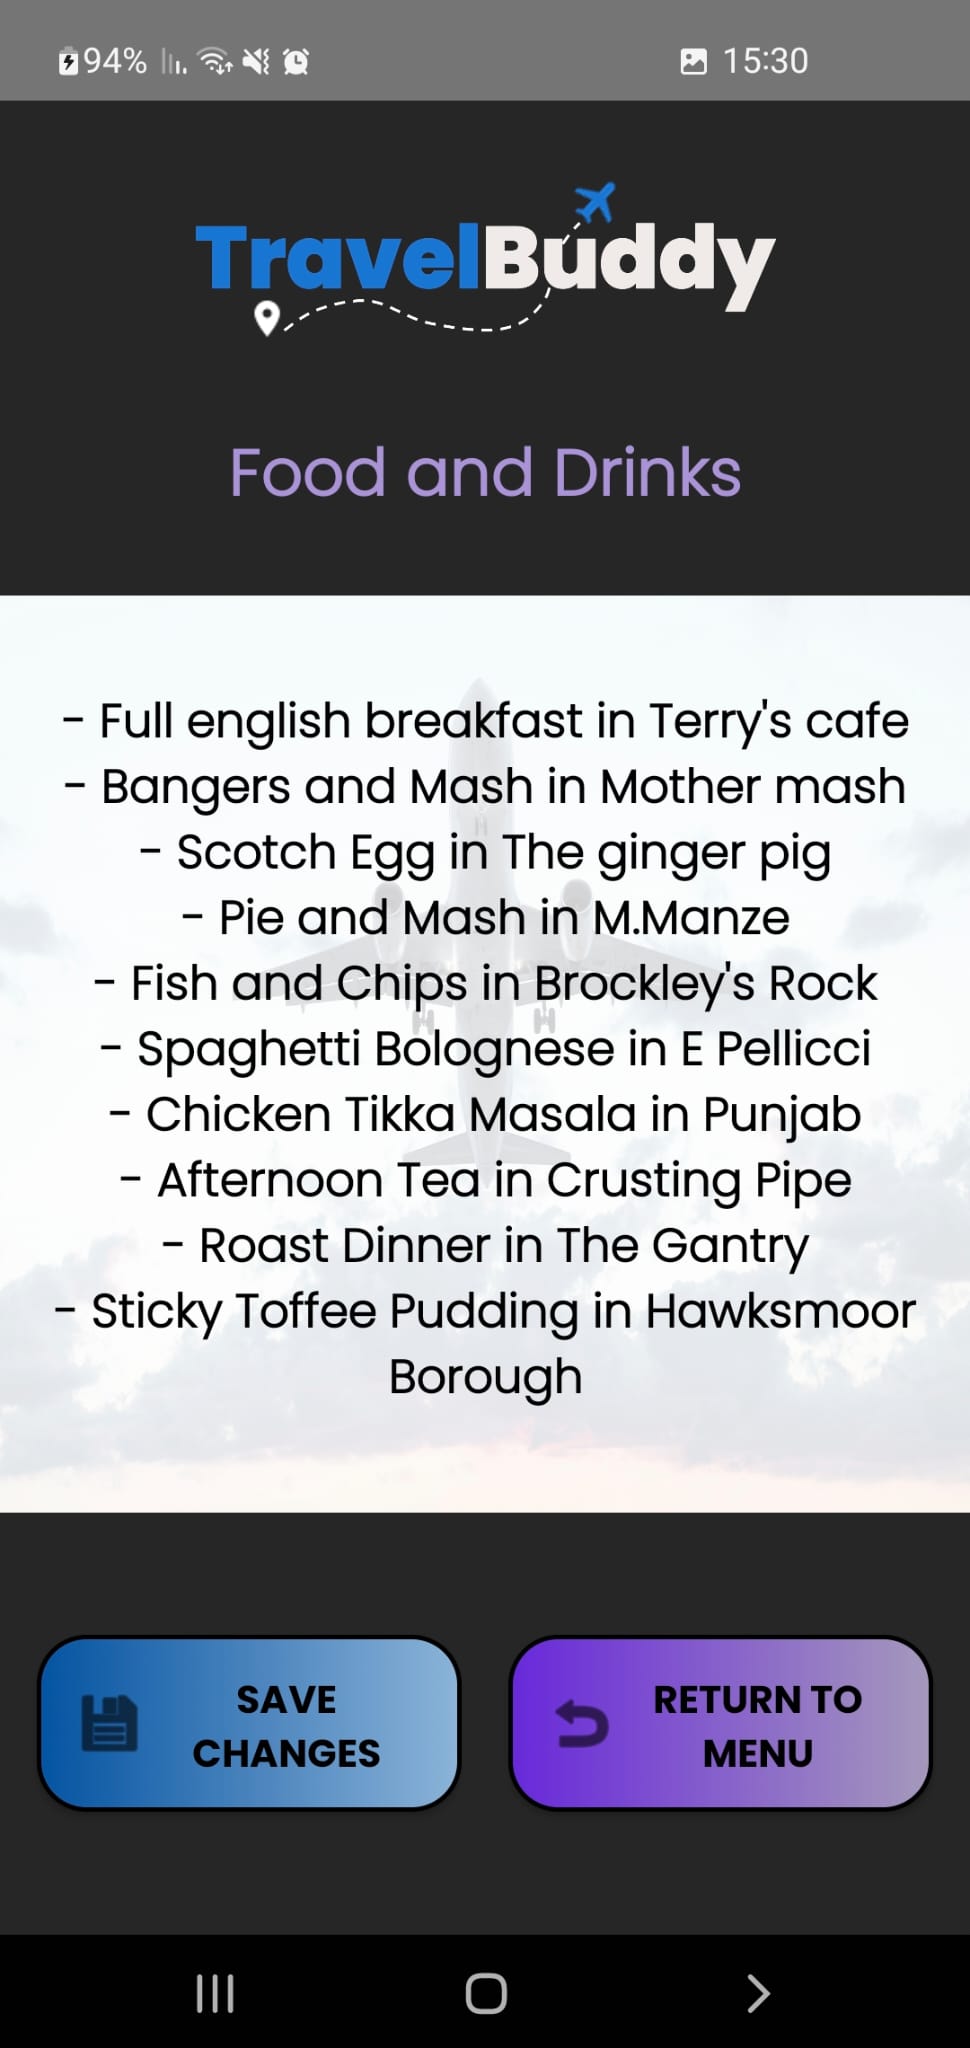 94%
15:30
TravelBuddy
Food and Drinks
- Full english breakfast in Terry's cafe
- Bangers and Mash in Mother mash
- Scotch Egg in The ginger pig
- Pie and Mash in M.Manze
- Fish and Chips in Brockley's Rock
- Spaghetti Bolognese in E Pellicci
- Chicken Tikka Masala in Punjab
- Afternoon Tea in Crusting Pipe
- Roast Dinner in The Gantry
- Sticky Toffee Pudding in Hawksmoor
Borough
SAVE
CHANGES
RETURN TO
MENU